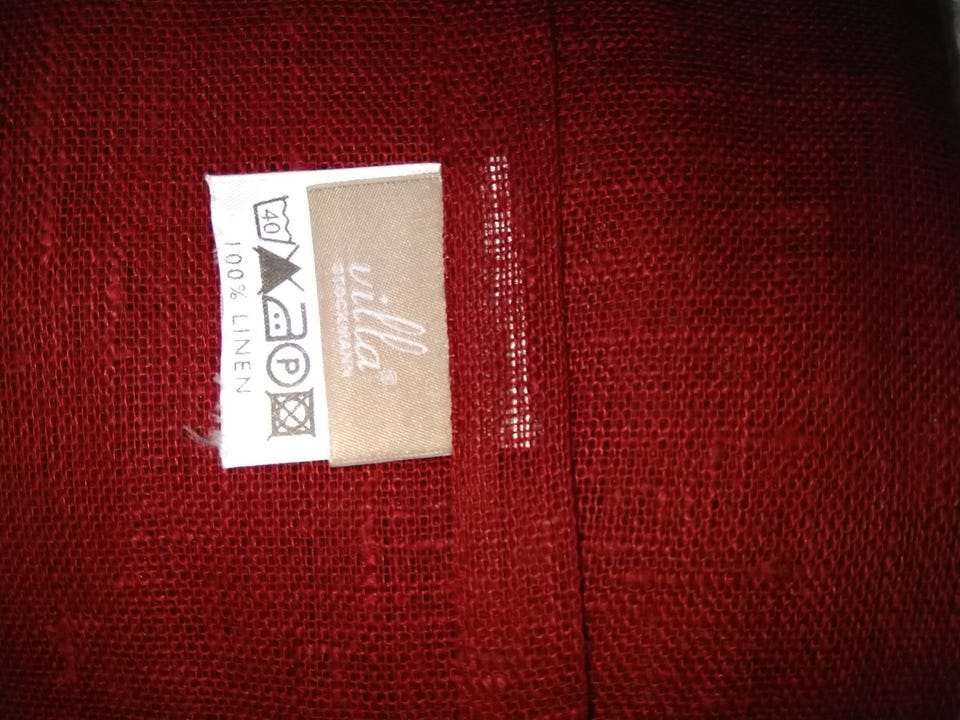 villa®
STOCKMANN
40
P
100% LINEN